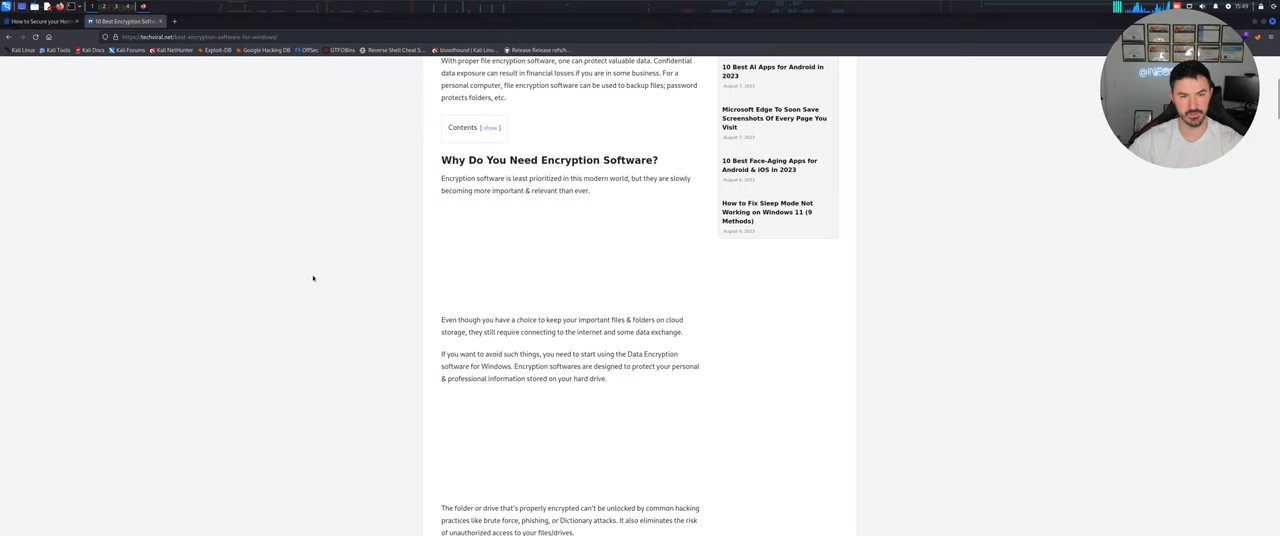 1 2 3 4 15:49
How to Secure your Hom
10 Best Encryption Softw
https://techviral.net/best-encryption-software-for-windows/
Kali Linux Kali Tools Kali Docs Kali Forums Kali NetHunter Exploit-DB Google Hacking DB OffSec GTFOBins Reverse Shell Cheat S... bloodhound | Kali Linu... Release Release refs/h...
With proper file encryption software, one can protect valuable data. Confidential
data exposure can result in financial losses if you are in some business. For a
personal computer, file encryption software can be used to backup files; password
protects folders, etc.
Contents [ show ]
Why Do You Need Encryption Software?
Encryption software is least prioritized in this modern world, but they are slowly
becoming more important & relevant than ever.
Even though you have a choice to keep your important files & folders on cloud
storage, they still require connecting to the internet and some data exchange.
If you want to avoid such things, you need to start using the Data Encryption
software for Windows. Encryption softwares are designed to protect your personal
& professional information stored on your hard drive.
The folder or drive that's properly encrypted can't be unlocked by common hacking
practices like brute force, phishing, or Dictionary attacks. It also eliminates the risk
of unauthorized access to your files/drives.
10 Best AI Apps for Android in
2023
August 7, 2023
Microsoft Edge To Soon Save
Screenshots Of Every Page You
Visit
August 7, 2023
10 Best Face-Aging Apps for
Android & iOS in 2023
August 6, 2023
How to Fix Sleep Mode Not
Working on Windows 11 (9
Methods)
August 6, 2023